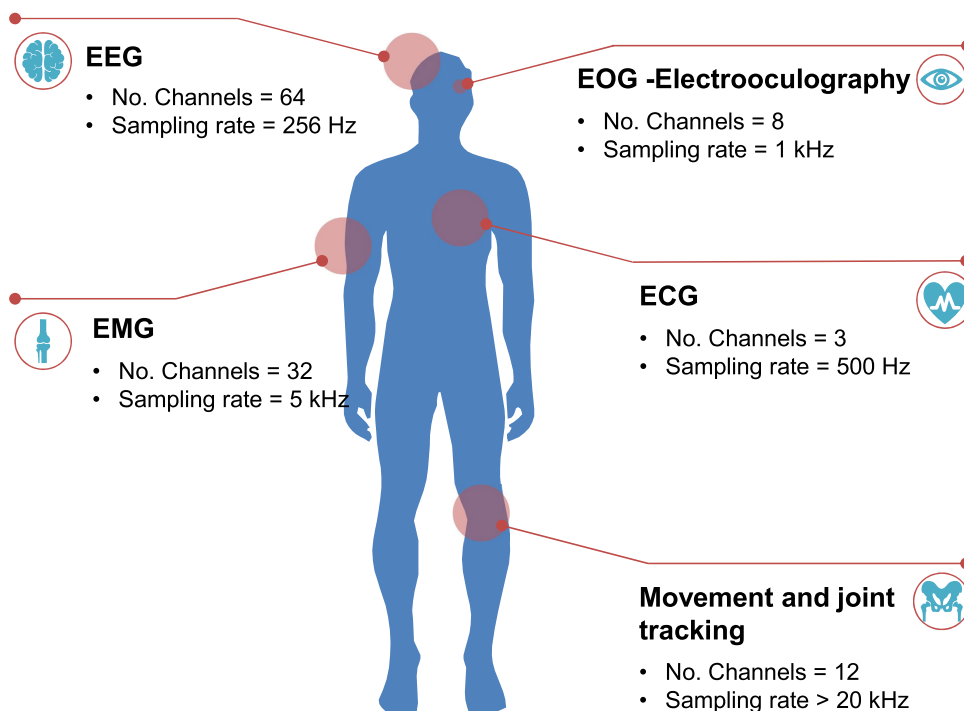 EEG
• No. Channels = 64
• Sampling rate = 256 Hz
EOG -Electrooculography
• No. Channels = 8
• Sampling rate = 1 kHz
EMG
• No. Channels = 32
• Sampling rate = 5 kHz
ECG
• No. Channels = 3
• Sampling rate = 500 Hz
Movement and joint
tracking
• No. Channels = 12
• Sampling rate > 20 kHz